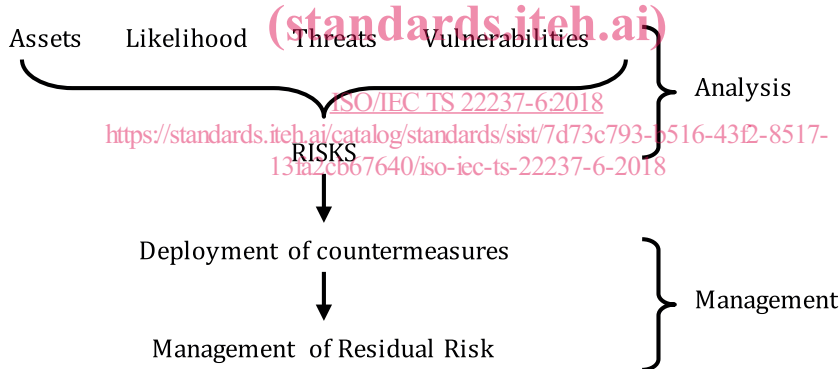 (standards.iteh.ai)
Assets Likelihood Threats Vulnerabilities
Analysis
ISO/IEC TS 22237-6:2018
https://standards.iteh.ai/catalog/standards/sist/7d73c793-b516-43f2-8517-
RISKS
13fa2cb67640/iso-iec-ts-22237-6-2018
Deployment of countermeasures
Management
Management of Residual Risk